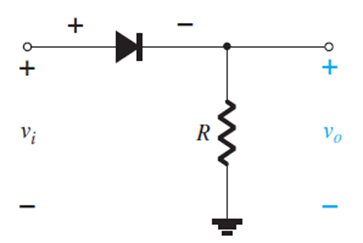 + −
+ +
vi R vo
− −